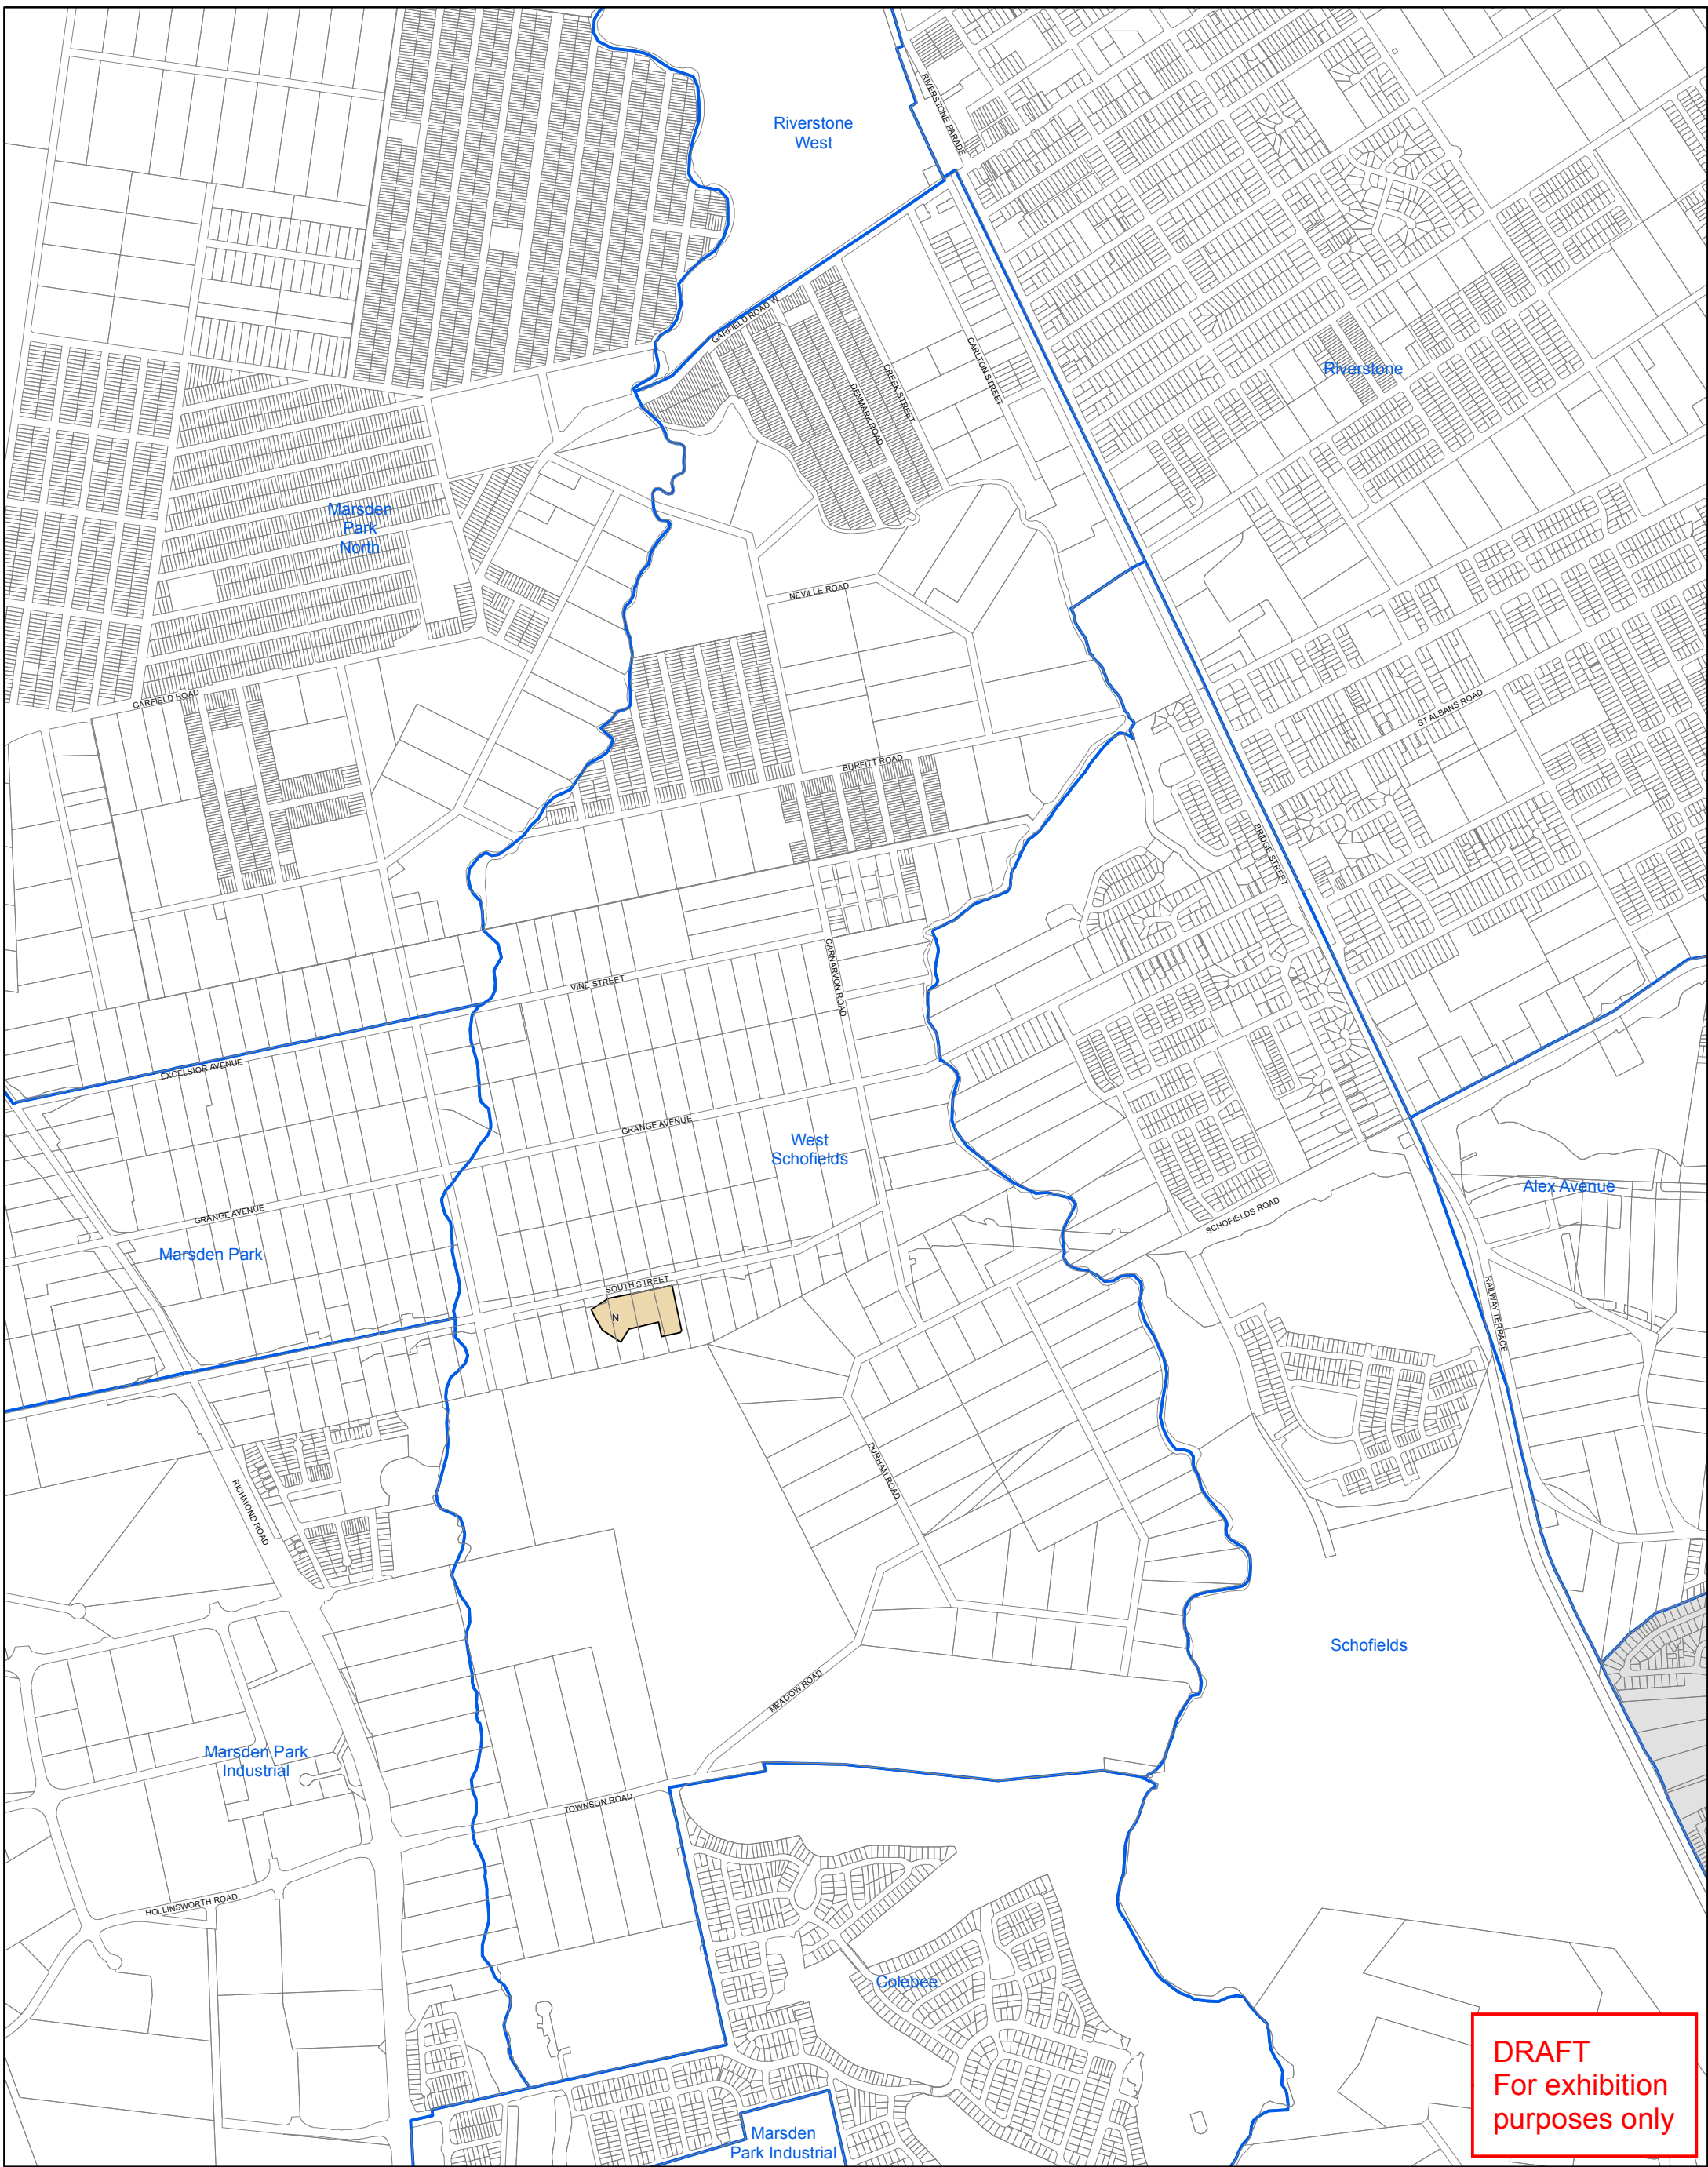 Riverstone
West
RIVERSTONE PARADE
GARFIELD ROAD W
CARLTON STREET
CREEK STREET
DENMARK ROAD
Riverstone
Marsden
Park
North
NEVILLE ROAD
GARFIELD ROAD
ST ALBANS ROAD
BURFITT ROAD
BRIDGE STREET
CARNARVON ROAD
VINE STREET
EXCELSIOR AVENUE
GRANGE AVENUE
West
Schofields
Alex Avenue
GRANGE AVENUE
SCHOFIELDS ROAD
Marsden Park
SOUTH STREET
N
RAILWAY TERRACE
DURHAM ROAD
RICHMOND ROAD
Schofields
MEADOW ROAD
Marsden Park
Industrial
TOWNSON ROAD
HOLLINSWORTH ROAD
Colebee
DRAFT
For exhibition
purposes only
Marsden
Park Industrial